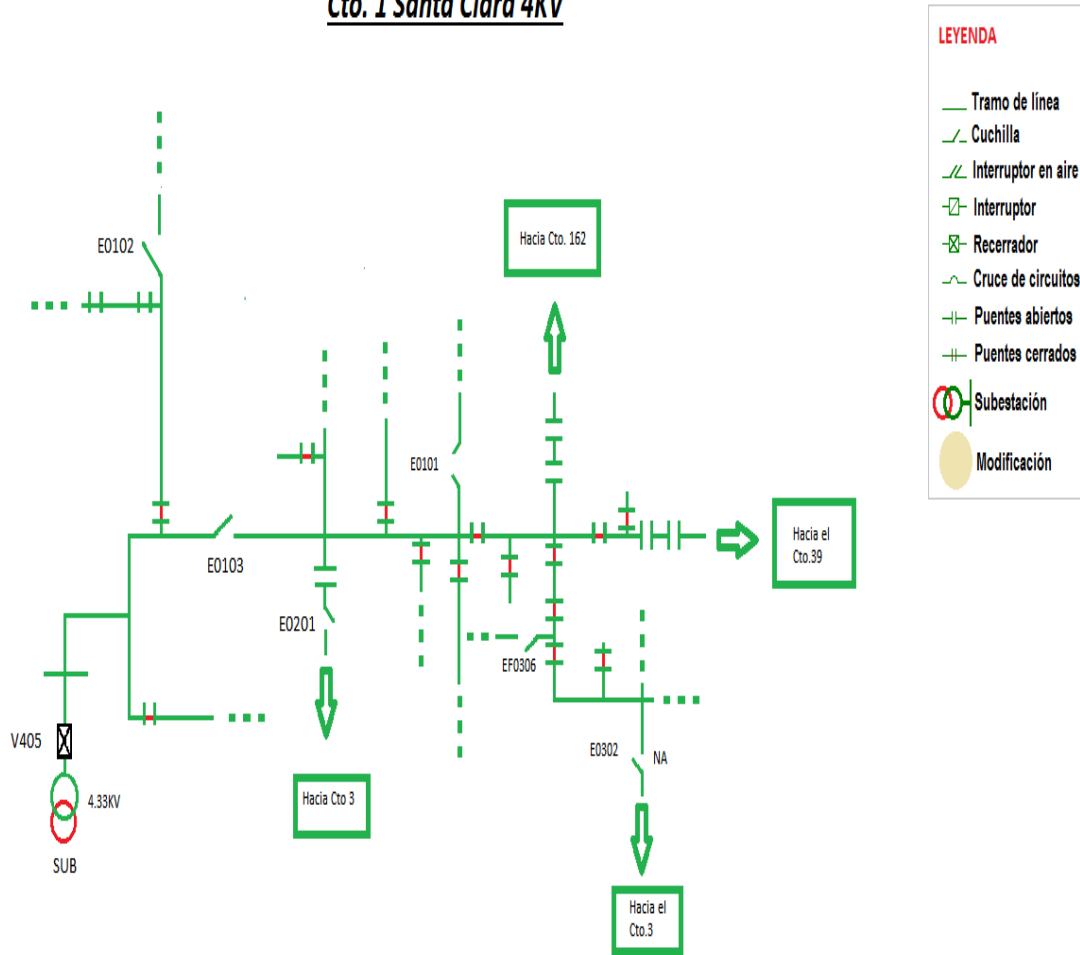 Cto. 1 Santa Clara 4KV
LEYENDA
Tramo de línea
Cuchilla
Interruptor en aire
Interruptor
Recerrador
Cruce de circuitos
Puentes abiertos
Puentes cerrados
Subestación
Modificación
E0102
Hacia Cto. 162
E0101
Hacia el
Cto.39
E0103
E0201
EF0306
V405
E0302
NA
4.33KV
Hacia Cto 3
SUB
Hacia el
Cto.3